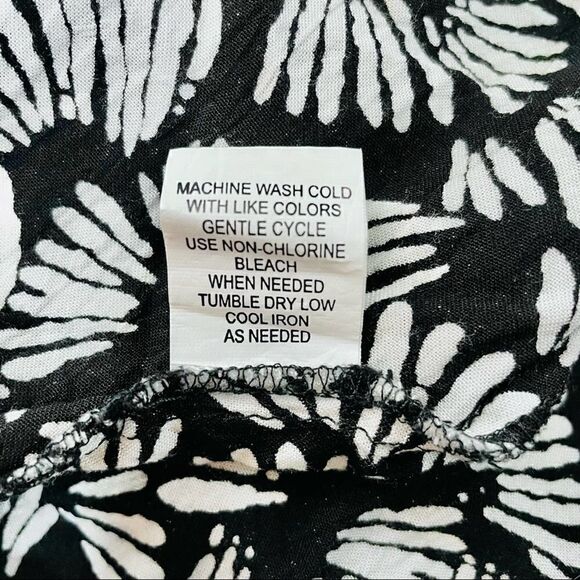 MACHINE WASH COLD
WITH LIKE COLORS
GENTLE CYCLE
USE NON-CHLORINE
BLEACH
WHEN NEEDED
TUMBLE DRY LOW
COOL IRON
AS NEEDED